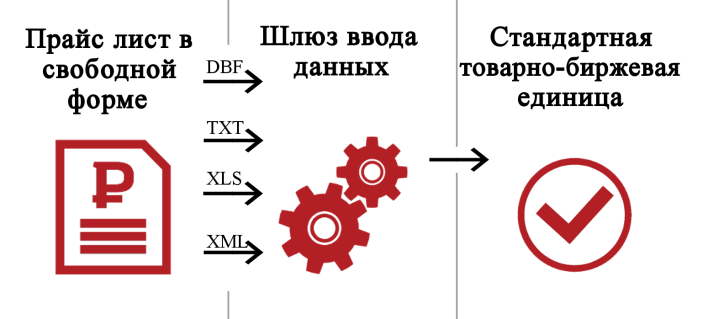 Прайс лист в
свободной
форме
DBF
TXT
XLS
XML
Шлюз ввода
данных
Стандартная
товарно-биржевая
единица